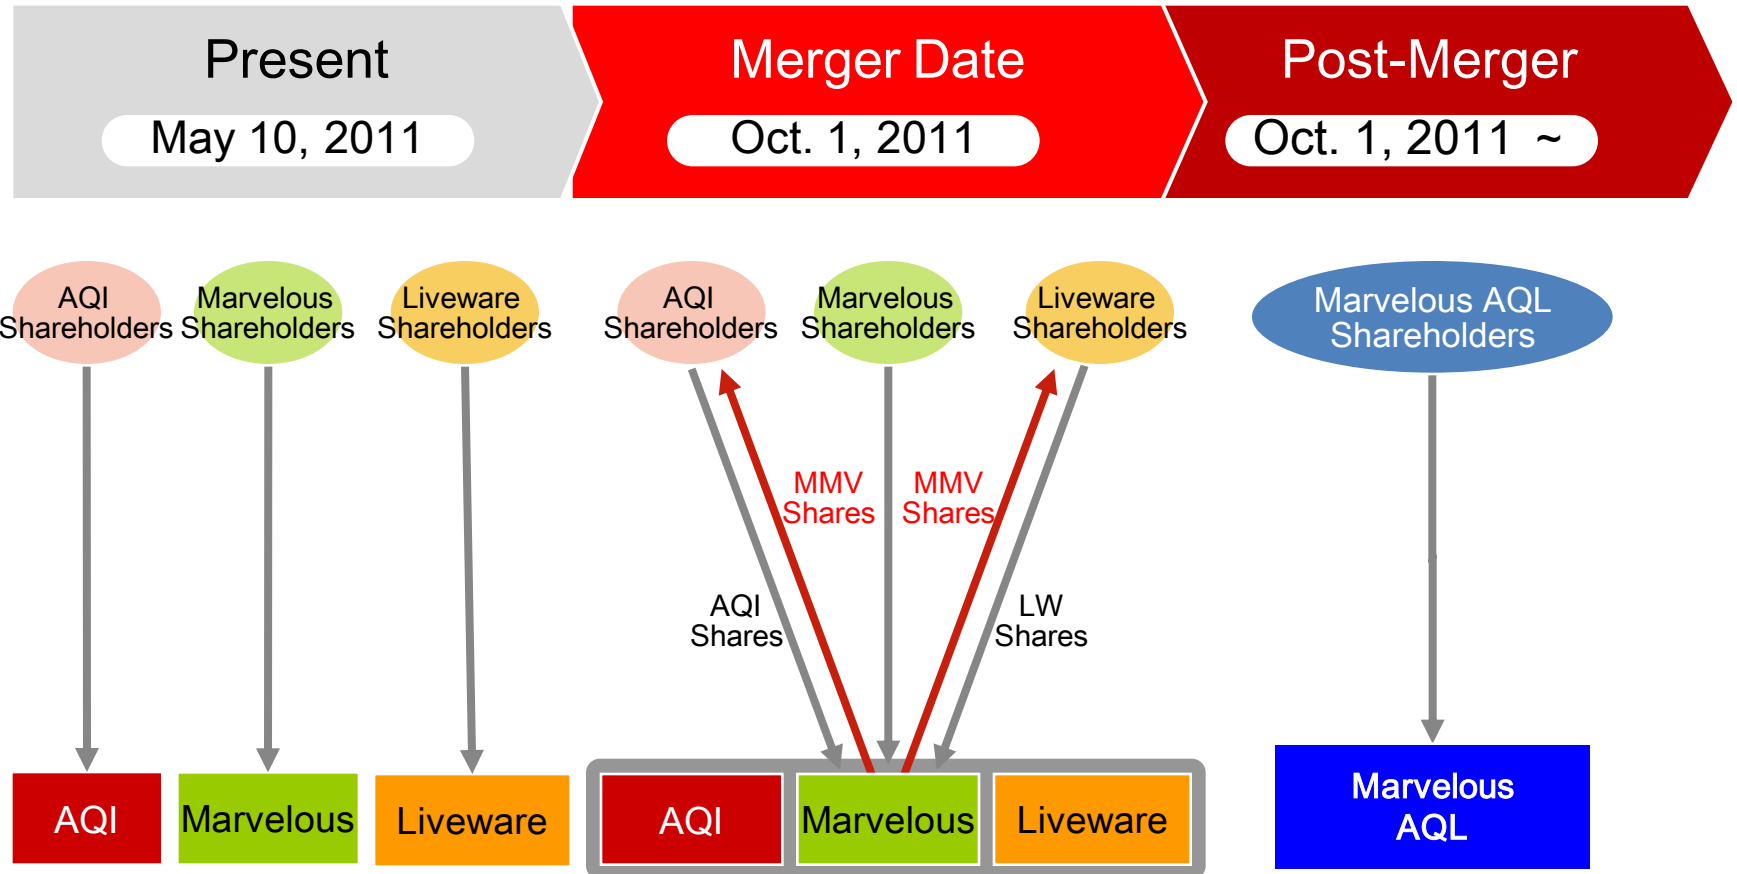 Present
May 10, 2011
Merger Date
Oct. 1, 2011
Post-Merger
Oct. 1, 2011 ~
AQI
Shareholders
Marvelous
Shareholders
Liveware
Shareholders
AQI
Shareholders
Marvelous
Shareholders
Liveware
Shareholders
Marvelous AQL
Shareholders
MMV
Shares
MMV
Shares
AQI
Shares
LW
Shares
AQI
Marvelous
Liveware
AQI
Marvelous
Liveware
Marvelous
AQL